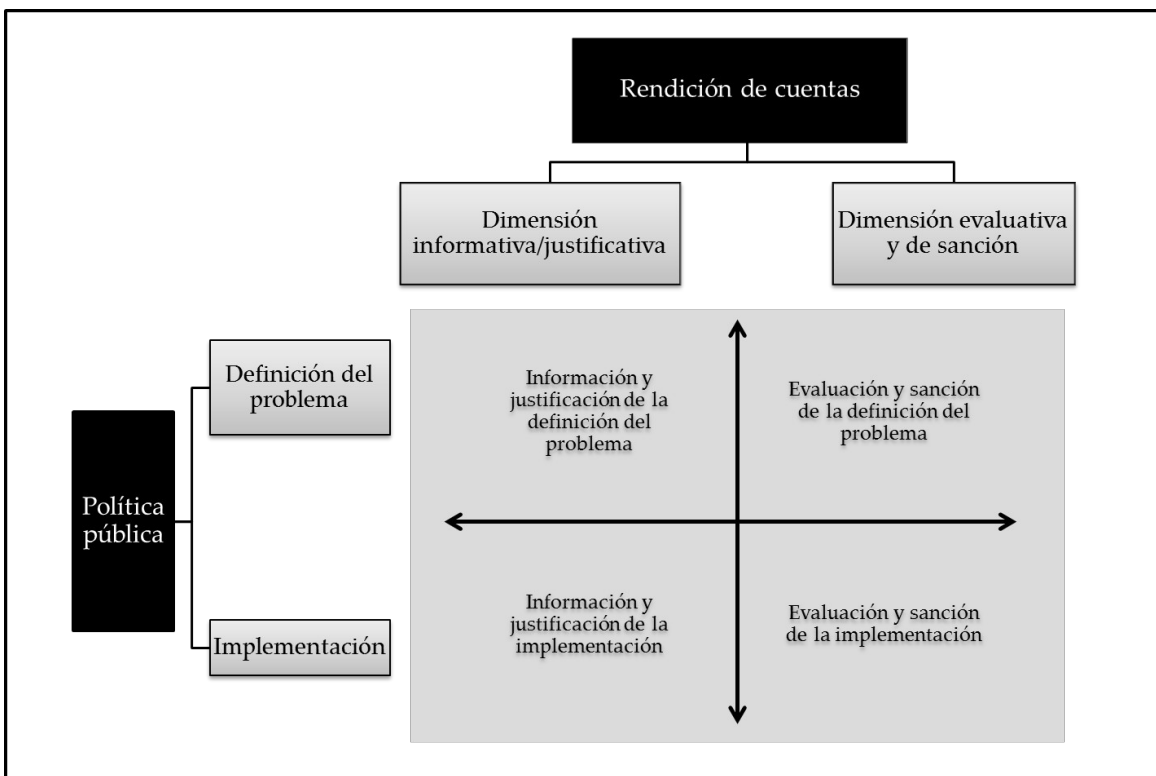 Rendición de cuentas
Dimensión
informativa/justificativa
Dimensión evaluativa
y de sanción
Definición del
problema
Información y
justificación de la
definición del
problema
Evaluación y sanción
de la definición del
problema
Política
pública
Implementación
Información y
justificación de la
implementación
Evaluación y sanción
de la implementación